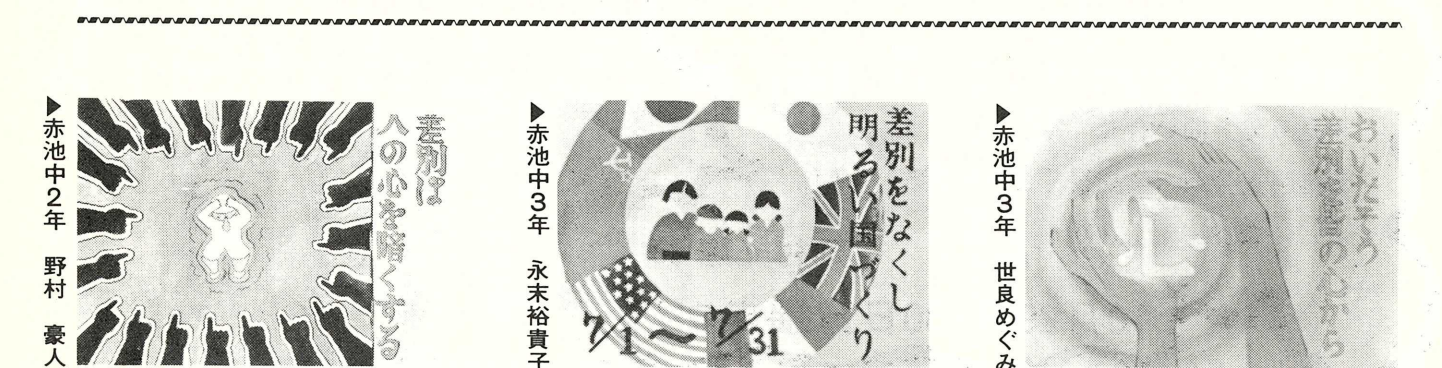 おいだそう
差別 の心から
▶赤池中3年 世良めぐみ
差別をなくし
明るい国づくり
7/1～7/31
▶赤池中3年 永末裕貴子
差別は
人の心を暗くする
▶赤池中2年 野村 豪人